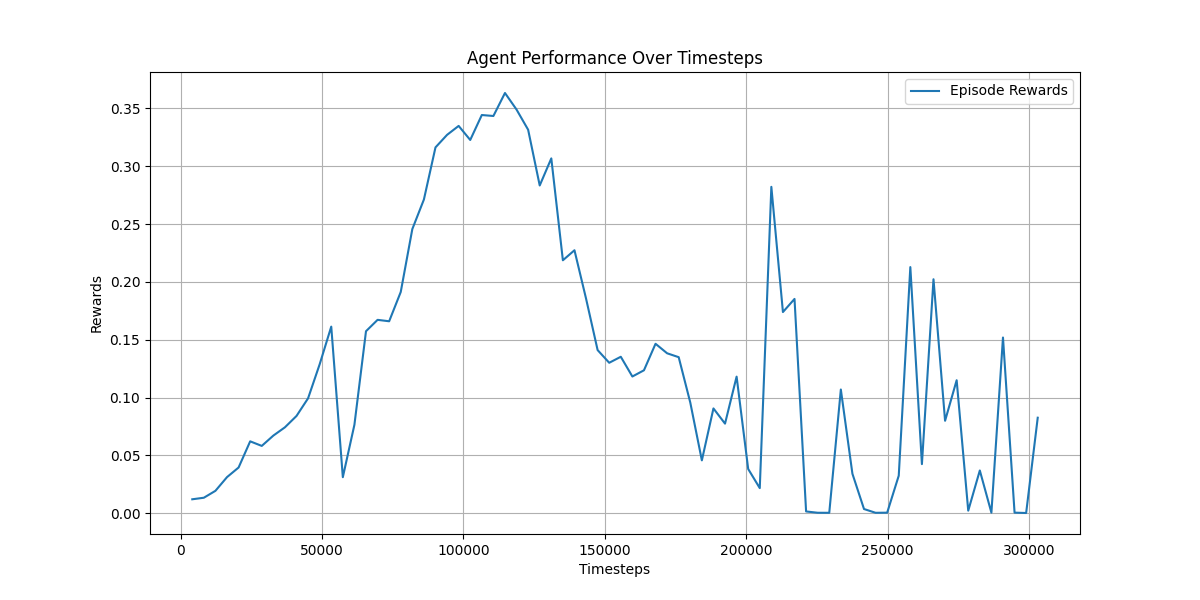 Agent Performance Over Timesteps
Episode Rewards
Rewards
0.35
0.30
0.25
0.20
0.15
0.10
0.05
0.00
0 50000 100000 150000 200000 250000 300000
Timesteps